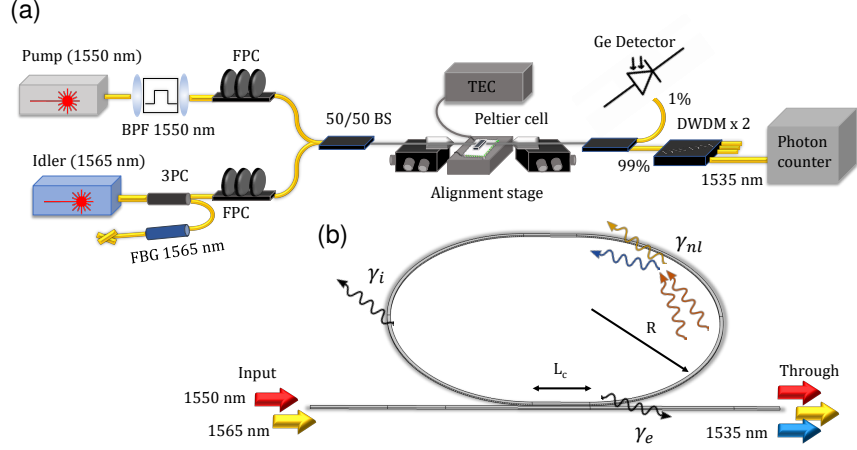 (a)
Pump (1550 nm)
FPC
BPF 1550 nm
Idler (1565 nm)
3PC
FPC
FBG 1565 nm
50/50 BS
TEC
Peltier cell
Alignment stage
Ge Detector
1%
DWDM x 2
99%
1535 nm
Photon
counter
(b)
γi
γnl
R
Lc
γe
Input
1550 nm
1565 nm
Through
1535 nm